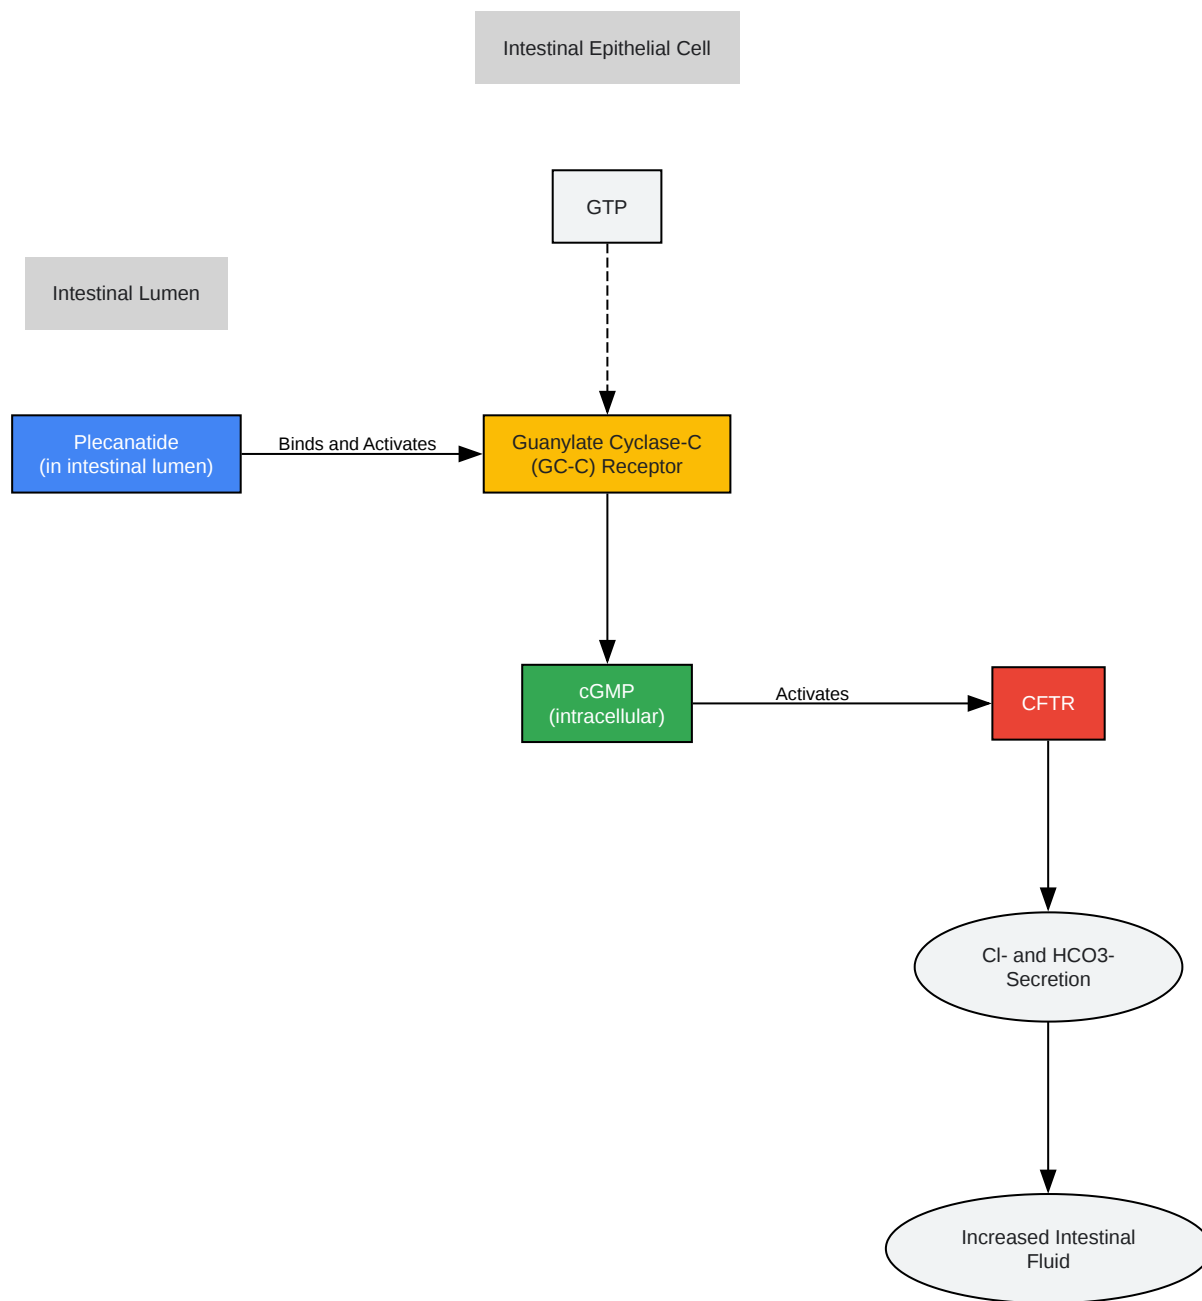 Intestinal Epithelial Cell
GTP
Intestinal Lumen
Plecanatide
(in intestinal lumen)
Binds and Activates
Guanylate Cyclase-C
(GC-C) Receptor
cGMP
(intracellular)
Activates
CFTR
Cl- and HCO3-
Secretion
Increased Intestinal
Fluid